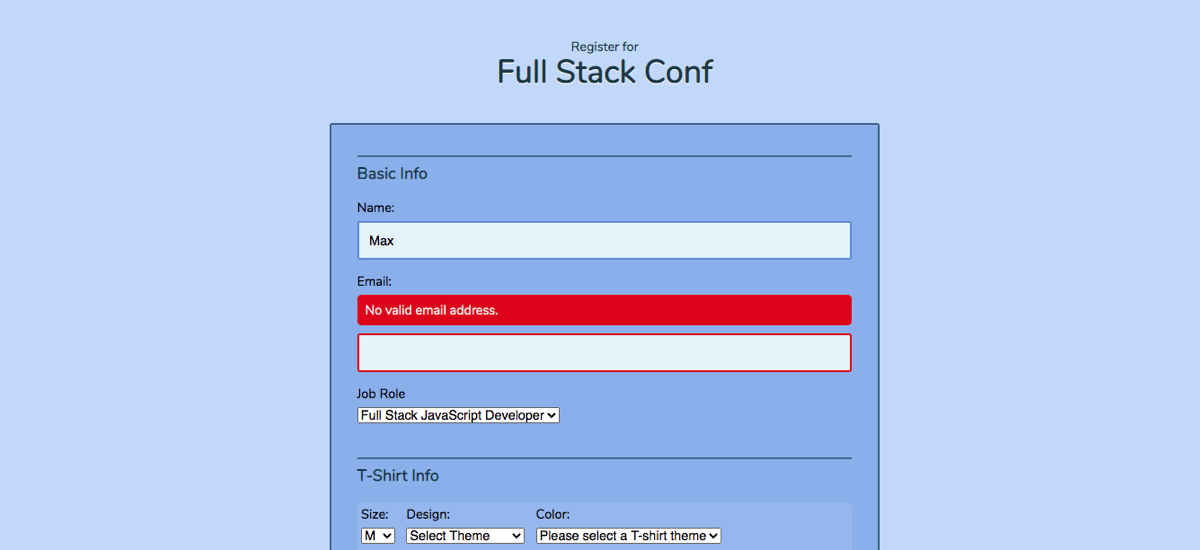 Register for
Full Stack Conf
Basic Info
Name:
Max
Email:
No valid email address.
Job Role
Full Stack JavaScript Developer
T-Shirt Info
Size: Design: Color:
M Select Theme Please select a T-shirt theme